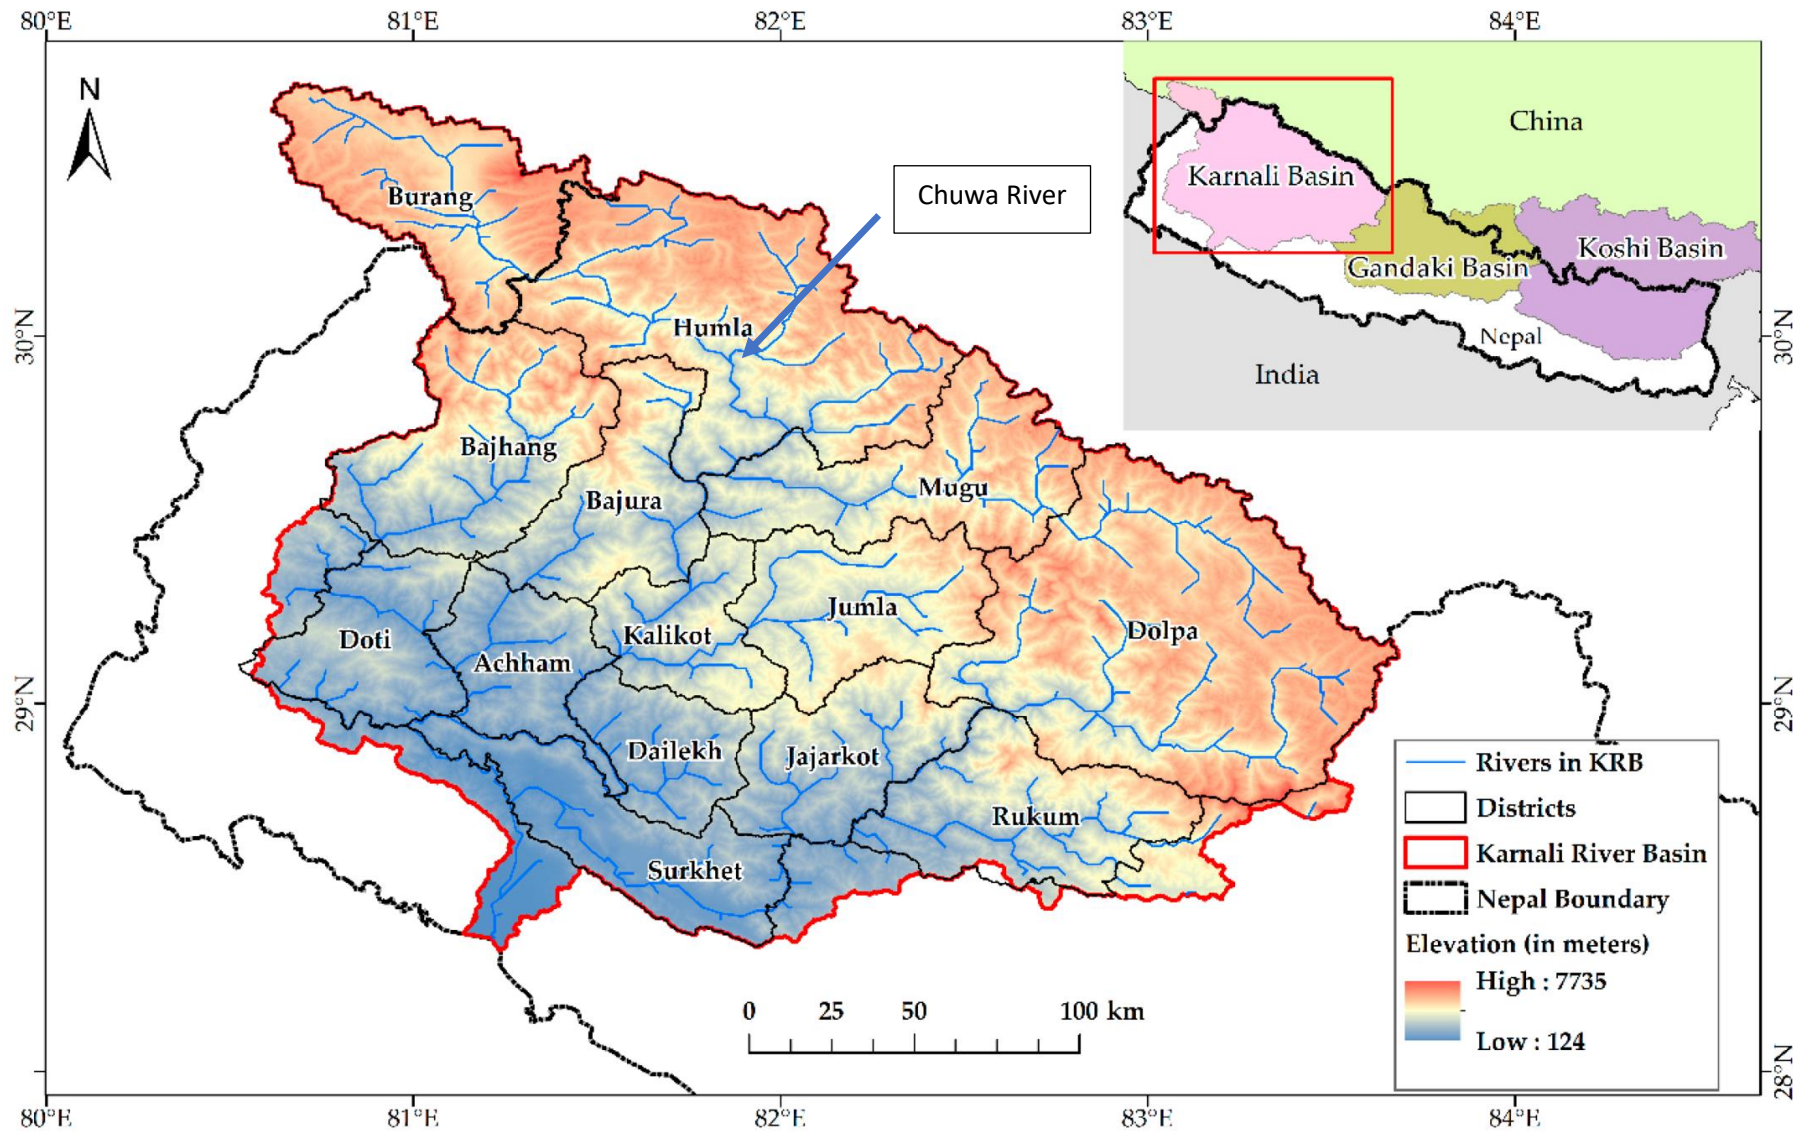 80°E
81°E
82°E
83°E
84°E
N
China
Chuwa River
Karnali Basin
Burang
Koshi Basin
Gandaki Basin
Humla
30°N
30°N
Nepal
India
Bajhang
Mugu
Bajura
Jumla
Doti
Kalikot
Dolpa
Achham
29°N
29°N
Dailekh
Jajarkot
Rivers in KRB
Districts
Rukum
Karnali River Basin
Surkhet
Nepal Boundary
Elevation (in meters)
High : 7735
0 25 50 100 km
Low : 124
28°N
80°E
81°E
82°E
83°E
84°E